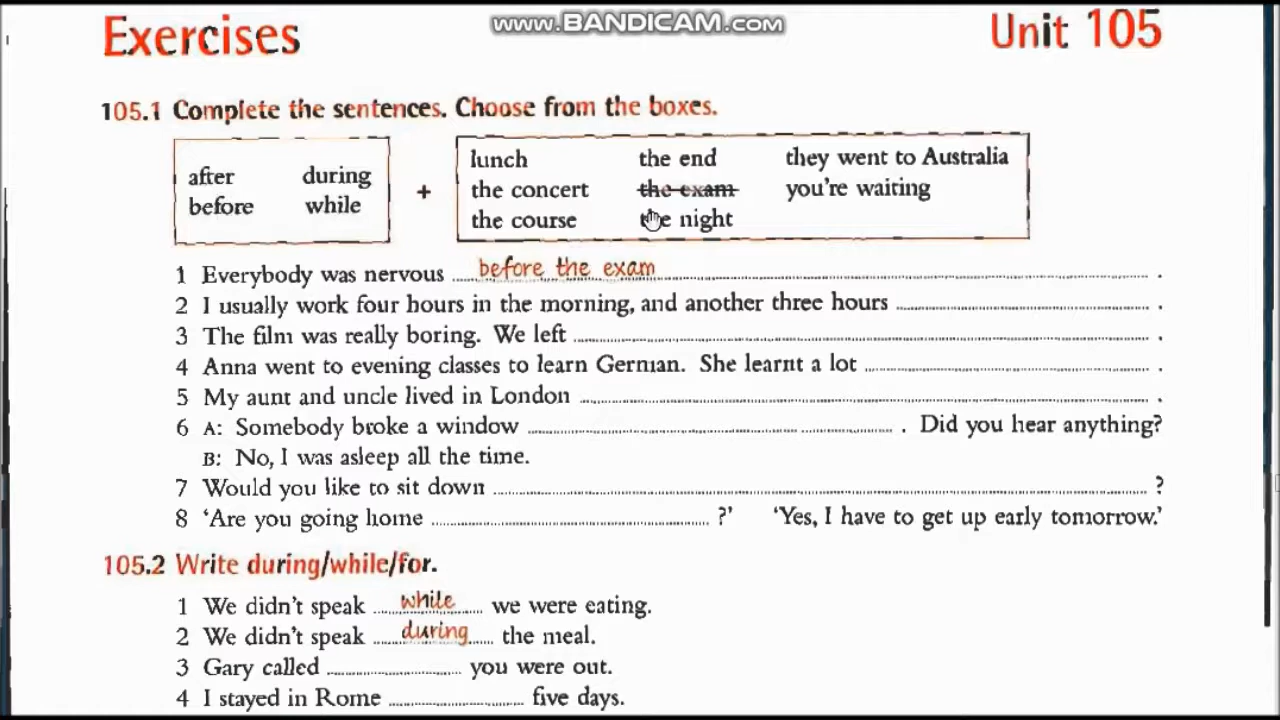 www.BANDICAM.com
Exercises Unit 105
105.1 Complete the sentences. Choose from the boxes.
after during + lunch the end they went to Australia
before while the concert the exam you're waiting
the course the night
1 Everybody was nervous before the exam .
2 I usually work four hours in the morning, and another three hours .
3 The film was really boring. We left .
4 Anna went to evening classes to learn German. She learnt a lot .
5 My aunt and uncle lived in London .
6 A: Somebody broke a window . Did you hear anything?
B: No, I was asleep all the time.
7 Would you like to sit down ?
8 'Are you going home ?' 'Yes, I have to get up early tomorrow.'
105.2 Write during/while/for.
1 We didn't speak while we were eating.
2 We didn't speak during the meal.
3 Gary called you were out.
4 I stayed in Rome five days.